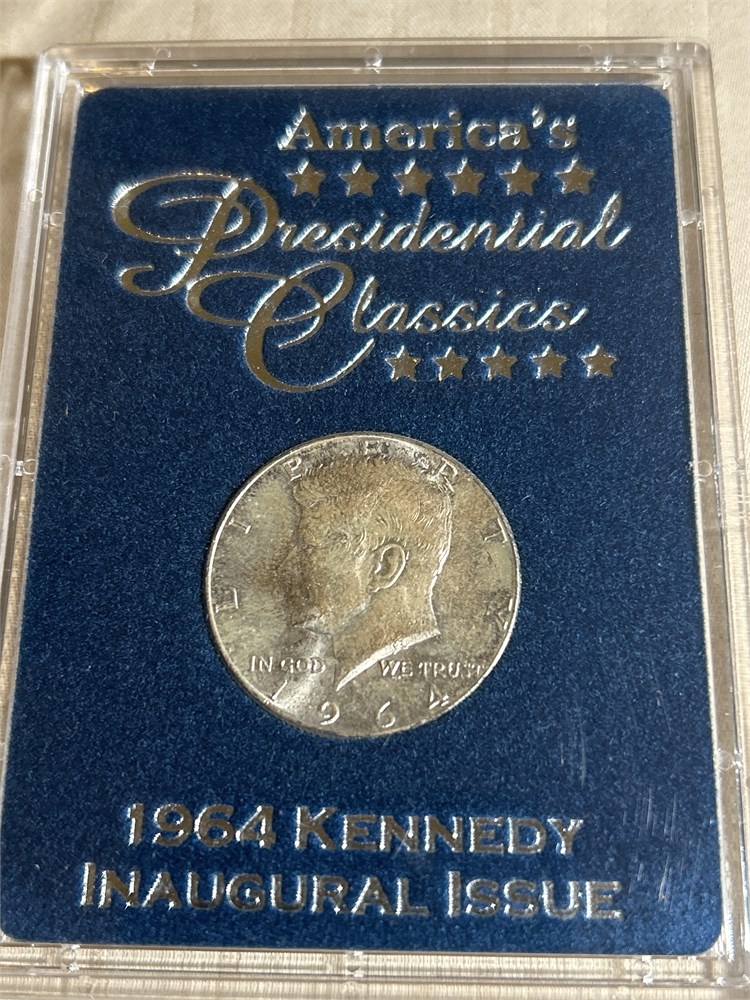 America's
Presidential
Classics
LIBERTY
IN GOD WE TRUST
1964
1964 KENNEDY
INAUGURAL ISSUE